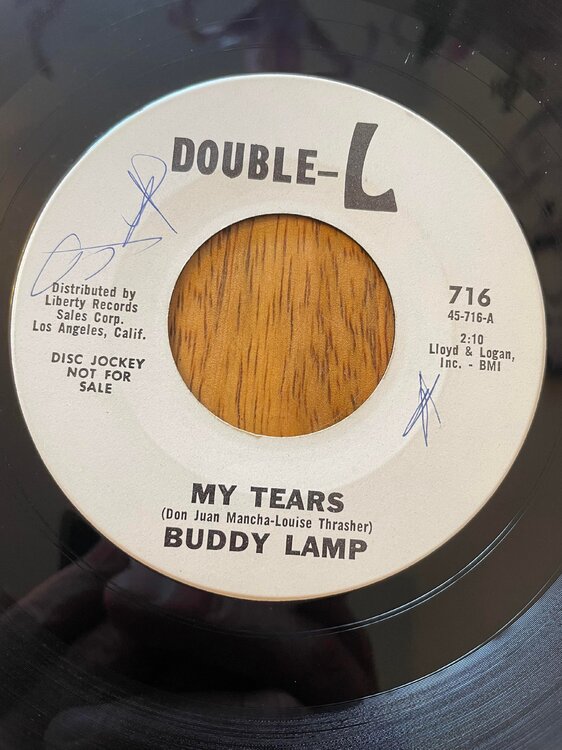 DOUBLE-L
Distributed by
Liberty Records
Sales Corp.
Los Angeles, Calif.
DISC JOCKEY
NOT FOR
SALE
716
45-716-A
2:10
Lloyd & Logan,
Inc. - BMI
MY TEARS
(Don Juan Mancha-Louise Thrasher)
BUDDY LAMP